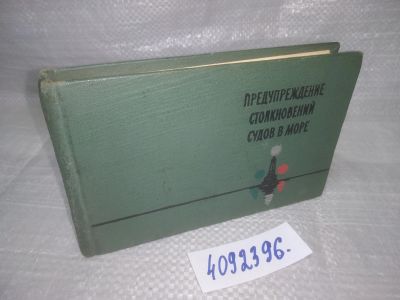 ПРЕДУПРЕЖДЕНИЕ
СТОЛКНОВЕНИЙ
СУДОВ В МОРЕ
4092396.